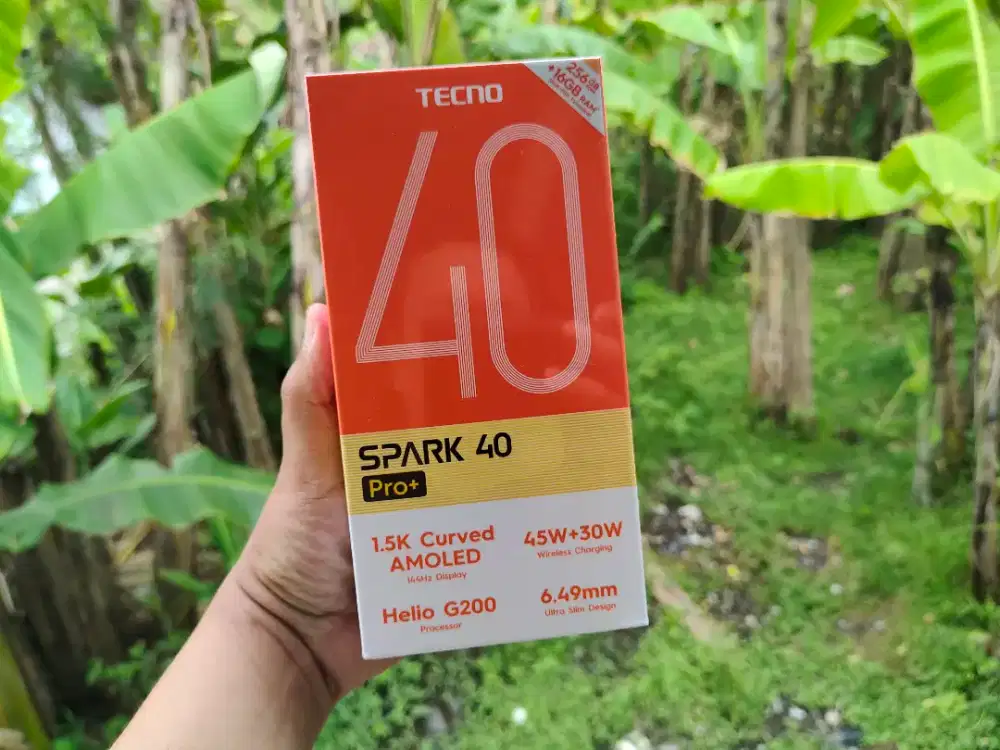 TECNO
256GB
+16GB RAM
40
SPARK 40
Pro+
1.5K Curved
AMOLED
144Hz Display
45W+30W
Wireless Charging
Helio G200
Processor
6.49mm
Ultra Slim Design